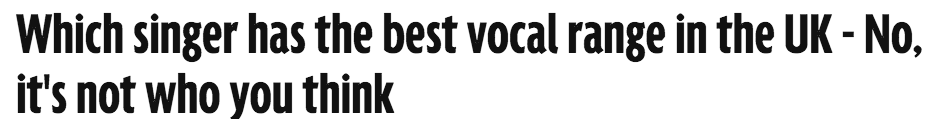 Which singer has the best vocal range in the UK - No,
it's not who you think